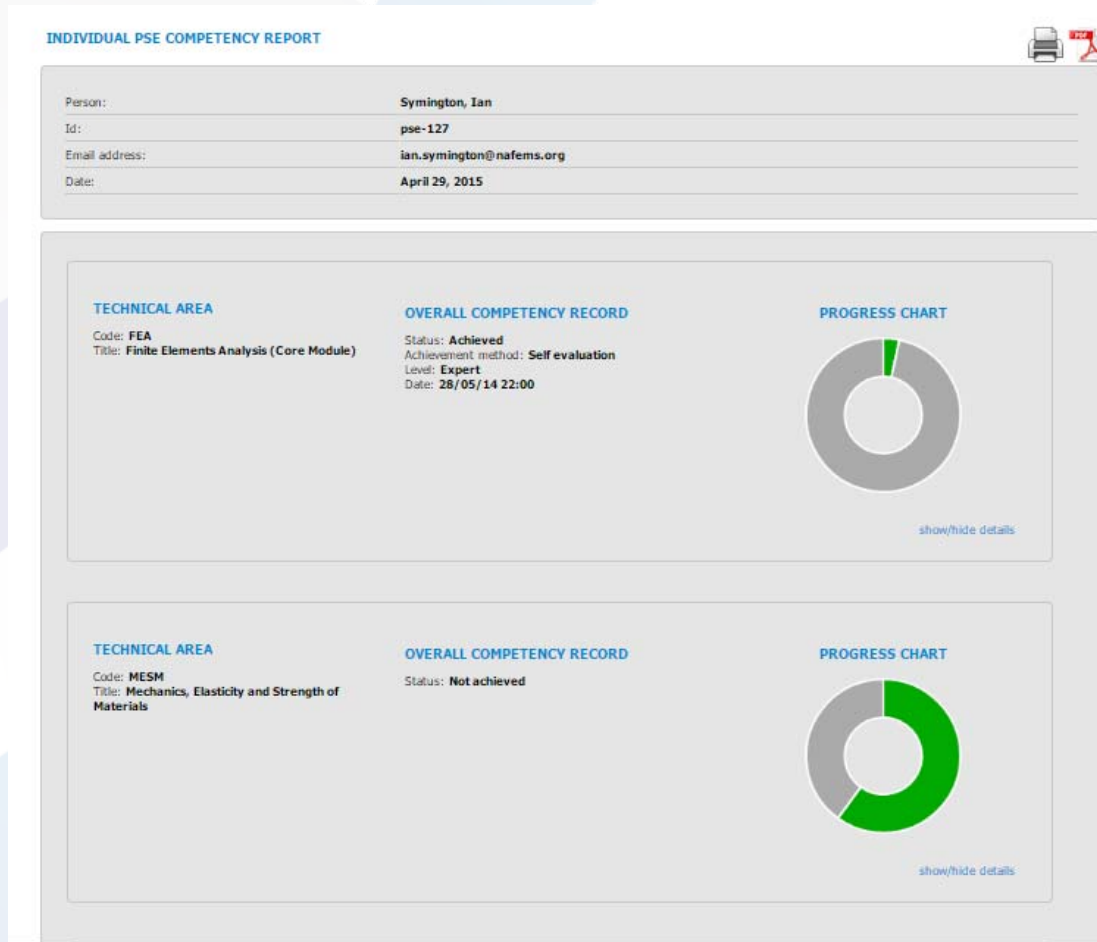 INDIVIDUAL PSE COMPETENCY REPORT
PDF
Person: Symington, Ian
Id: pse-127
Email address: ian.symington@nafems.org
Date: April 29, 2015
TECHNICAL AREA
Code: FEA
Title: Finite Elements Analysis (Core Module)
OVERALL COMPETENCY RECORD
Status: Achieved
Achievement method: Self evaluation
Level: Expert
Date: 28/05/14 22:00
PROGRESS CHART
show/hide details
TECHNICAL AREA
Code: MESM
Title: Mechanics, Elasticity and Strength of
Materials
OVERALL COMPETENCY RECORD
Status: Not achieved
PROGRESS CHART
show/hide details